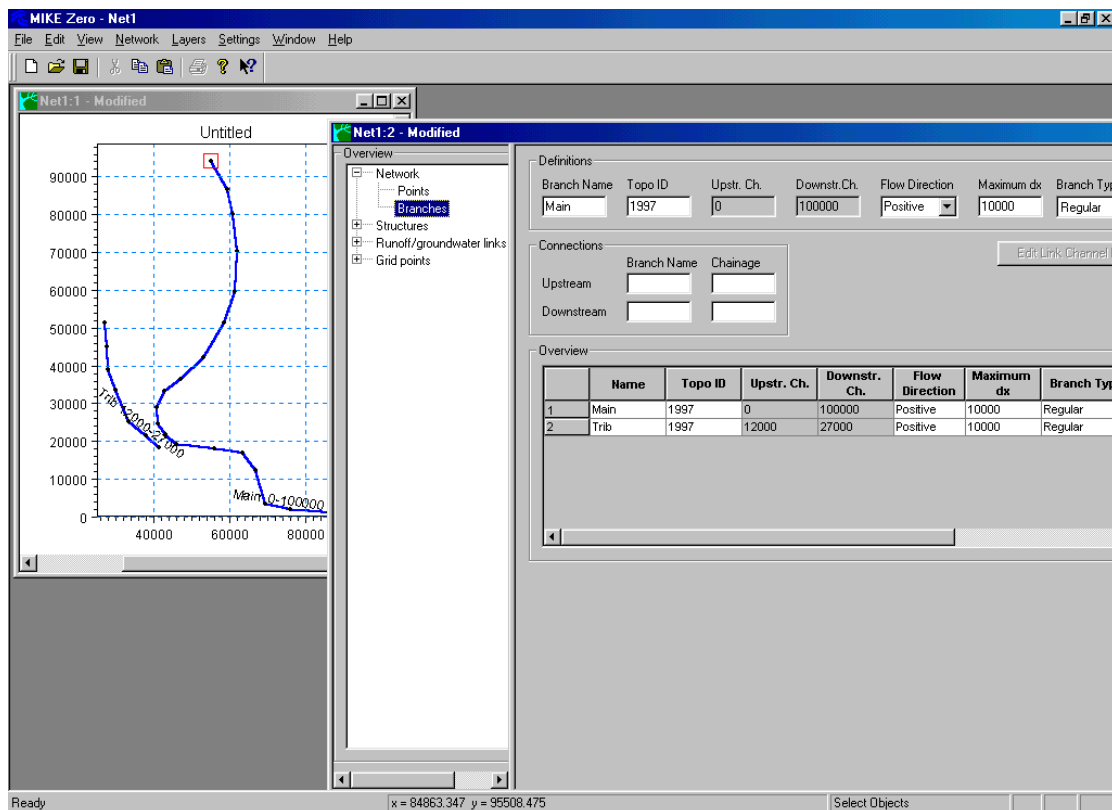 MIKE Zero - Net1
File Edit View Network Layers Settings Window Help
Net1:1 - Modified
Untitled
90000
80000
70000
60000
50000
40000
30000
20000
10000
0
40000 60000 80000
Trib 12000-27000
Main 0-100000
Net1:2 - Modified
Overview
Network
Points
Branches
Structures
Runoff/groundwater links
Grid points
Definitions
Branch Name Topo ID Upstr. Ch. Downstr.Ch. Flow Direction Maximum dx Branch Typ
Main 1997 0 100000 Positive 10000 Regular
Connections
Branch Name Chainage
Upstream
Downstream
Edit Link Channel
Overview
Name Topo ID Upstr. Ch. Downstr. Ch. Flow Direction Maximum dx Branch Typ
1 Main 1997 0 100000 Positive 10000 Regular
2 Trib 1997 12000 27000 Positive 10000 Regular
Ready x = 84863.347 y = 95508.475 Select Objects